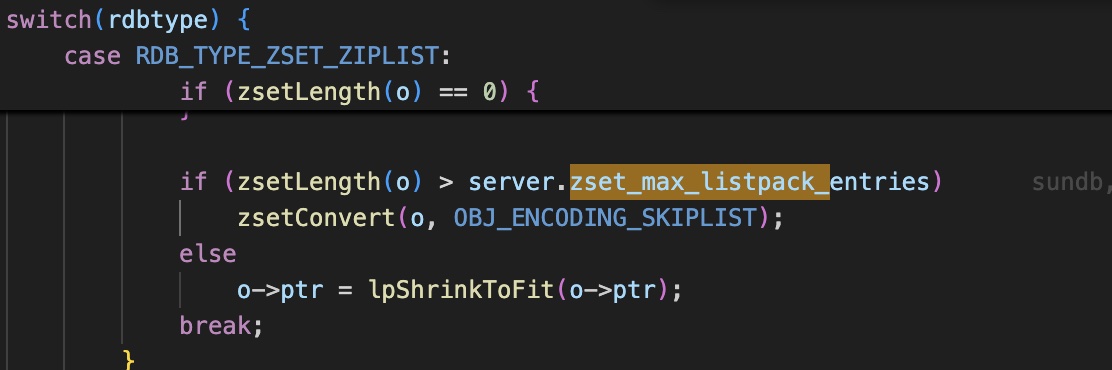 switch(rdbtype) {
case RDB_TYPE_ZSET_ZIPLIST:
if (zsetLength(o) == 0) {
}
if (zsetLength(o) > server.zset_max_listpack_entries) sundb,
zsetConvert(o, OBJ_ENCODING_SKIPLIST);
else
o->ptr = lpShrinkToFit(o->ptr);
break;
}